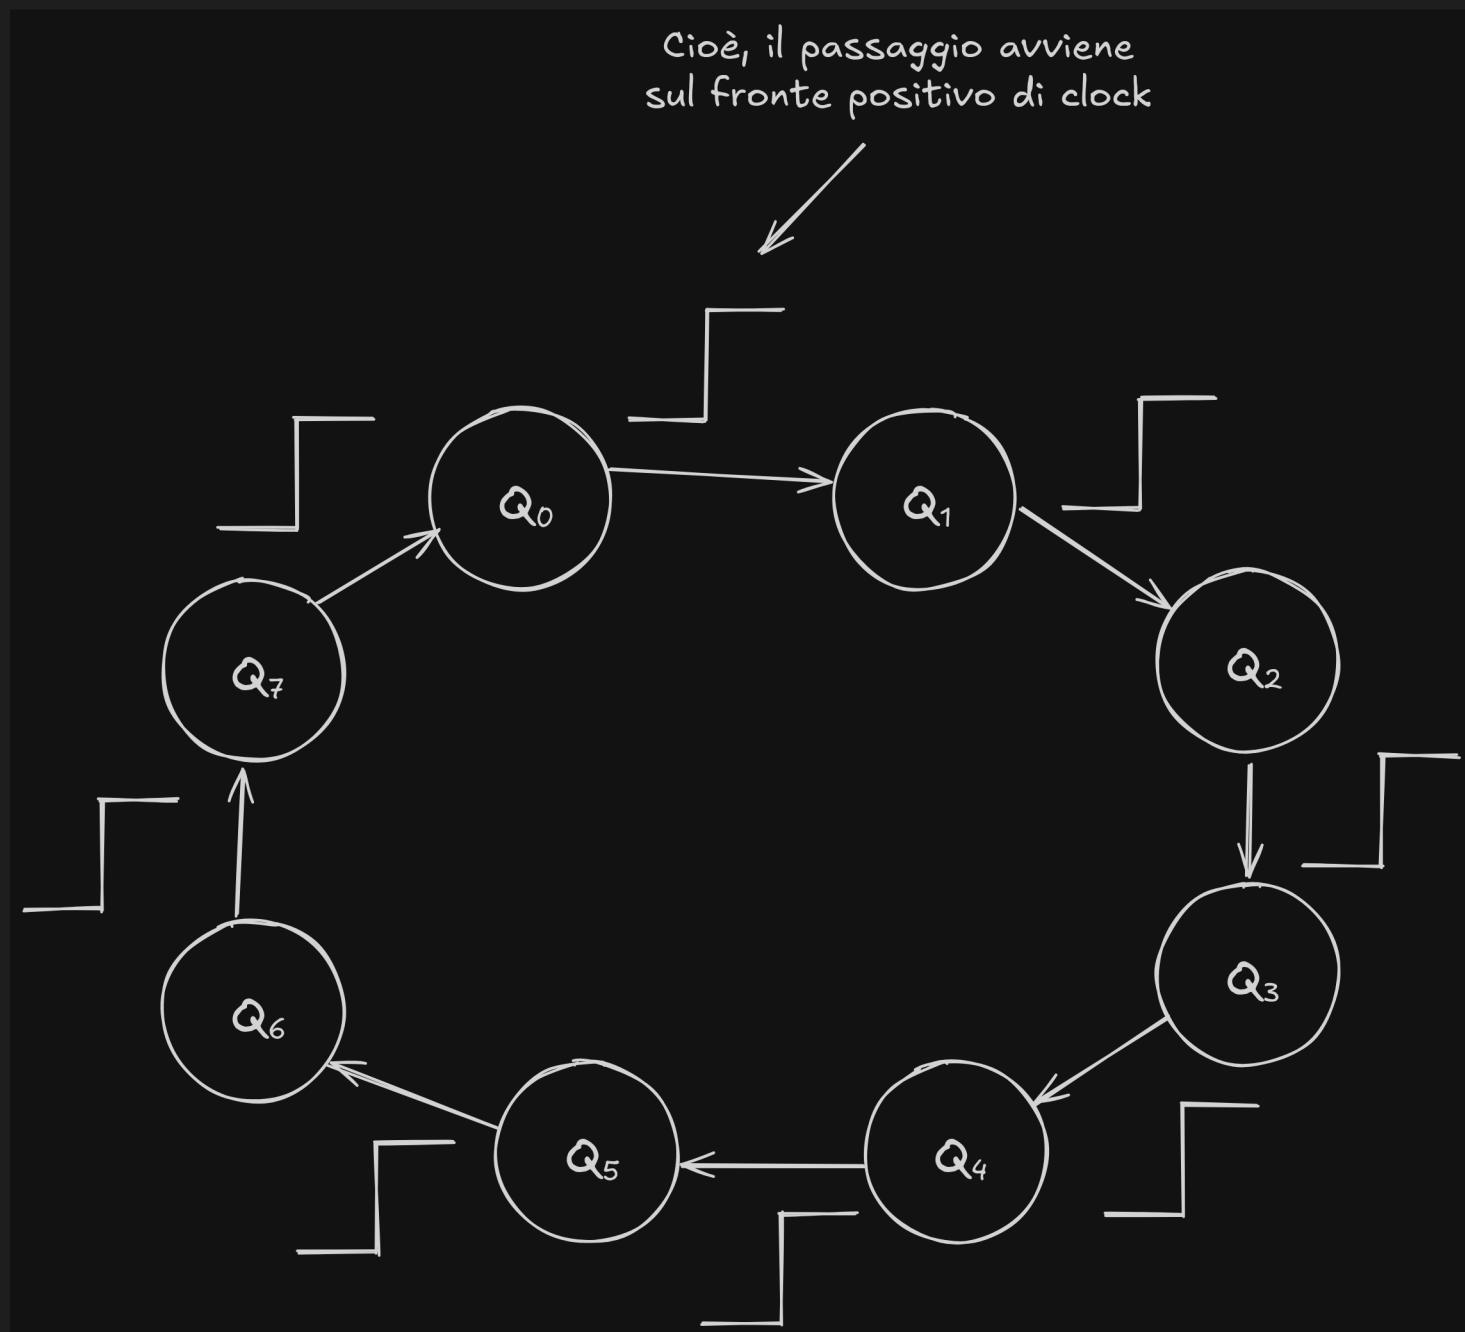 Cioè, il passaggio avviene
sul fronte positivo di clock
Q0
Q1
Q2
Q7
Q3
Q6
Q5
Q4